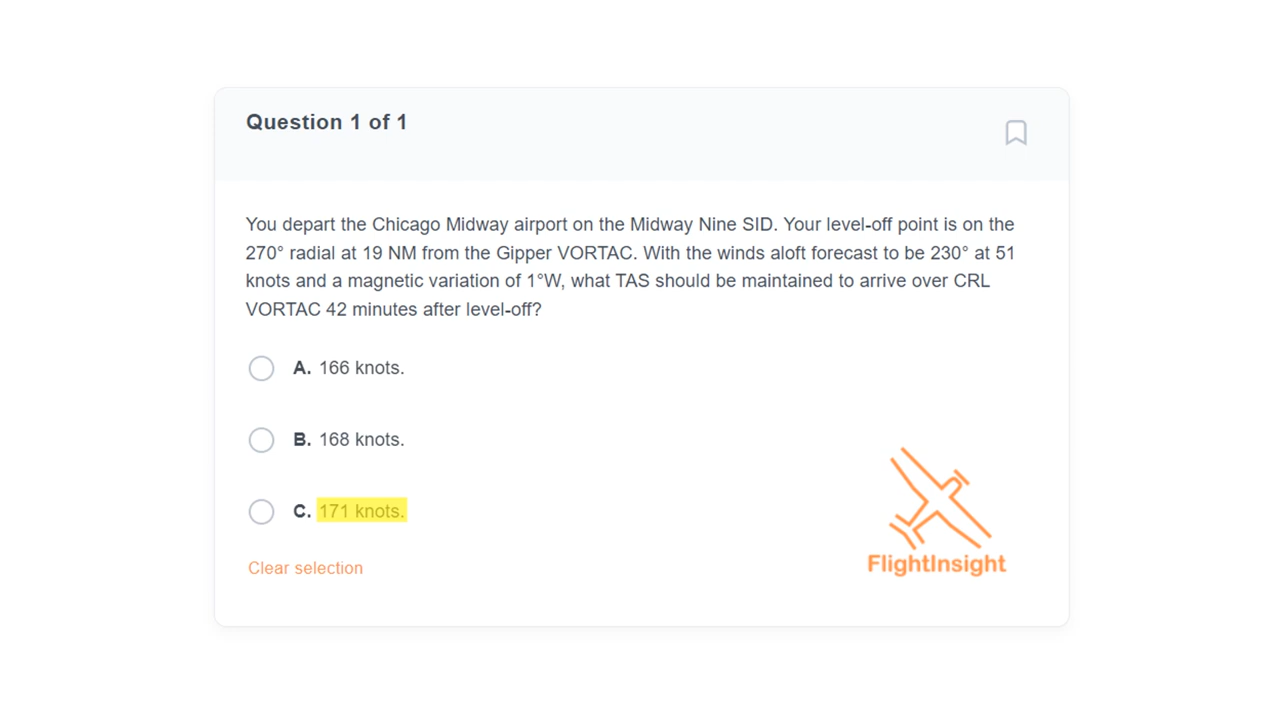 Question 1 of 1
You depart the Chicago Midway airport on the Midway Nine SID. Your level-off point is on the
270° radial at 19 NM from the Gipper VORTAC. With the winds aloft forecast to be 230° at 51
knots and a magnetic variation of 1°W, what TAS should be maintained to arrive over CRL
VORTAC 42 minutes after level-off?
A. 166 knots.
B. 168 knots.
C. 171 knots.
Clear selection
FlightInsight